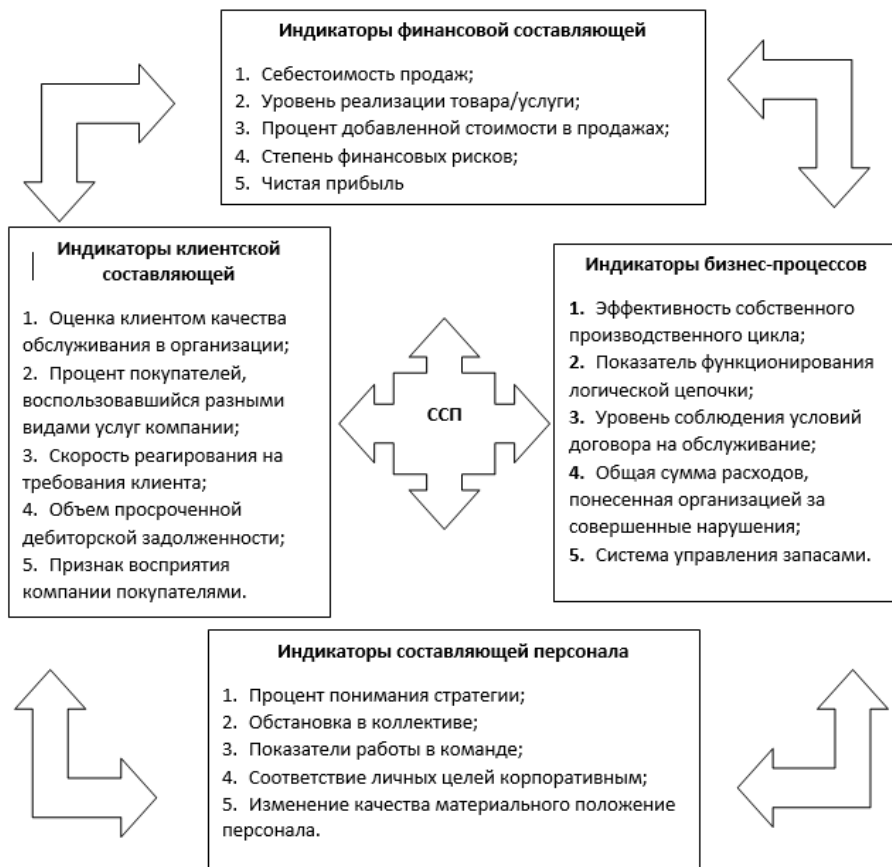 Индикаторы финансовой составляющей
1. Себестоимость продаж;
2. Уровень реализации товара/услуги;
3. Процент добавленной стоимости в продажах;
4. Степень финансовых рисков;
5. Чистая прибыль
Индикаторы клиентской
составляющей
1. Оценка клиентом качества
обслуживания в организации;
2. Процент покупателей,
воспользовавшийся разными
видами услуг компании;
3. Скорость реагирования на
требования клиента;
4. Объем просроченной
дебиторской задолженности;
5. Признак восприятия
компании покупателями.
ССП
Индикаторы бизнес-процессов
1. Эффективность собственного
производственного цикла;
2. Показатель функционирования
логической цепочки;
3. Уровень соблюдения условий
договора на обслуживание;
4. Общая сумма расходов,
понесенная организацией за
совершенные нарушения;
5. Система управления запасами.
Индикаторы составляющей персонала
1. Процент понимания стратегии;
2. Обстановка в коллективе;
3. Показатели работы в команде;
4. Соответствие личных целей корпоративным;
5. Изменение качества материального положение
персонала.